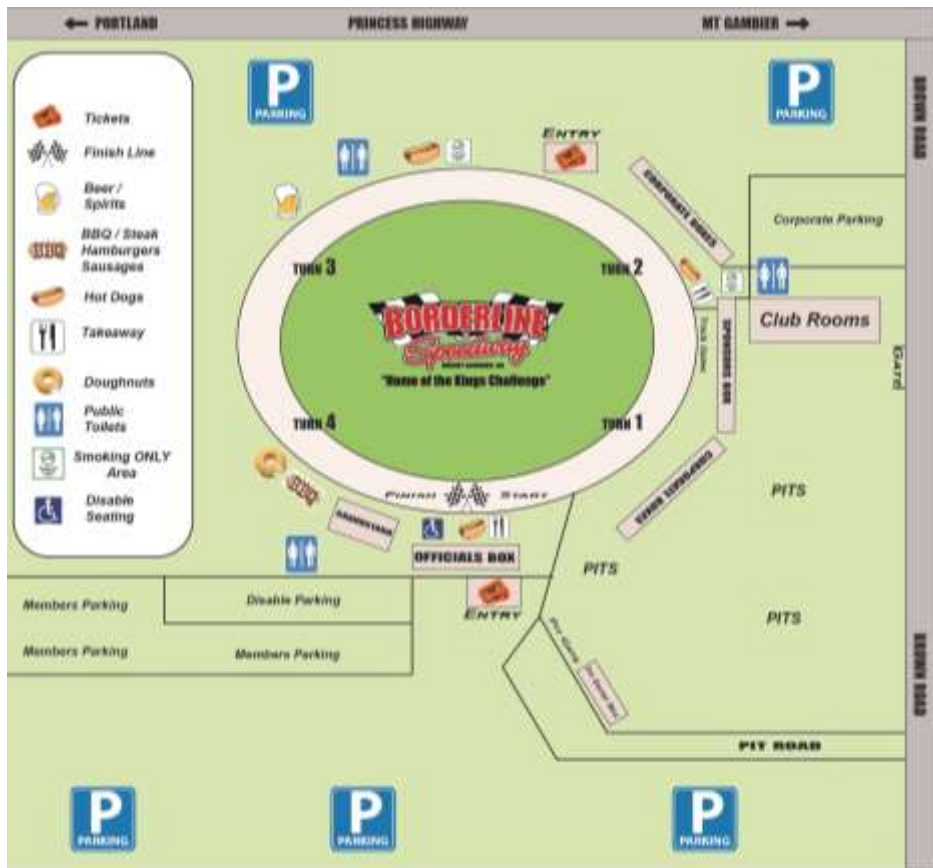 PORTLAND
PRINCESS HIGHWAY
MT GAMBIER
BROWN ROAD
P
PARKING
P
PARKING
Tickets
Finish Line
Beer /
Spirits
BBQ
BBQ / Steak
Hamburgers
Sausages
Hot Dogs
Takeaway
Doughnuts
Public
Toilets
Smoking ONLY
Area
Disable
Seating
ENTRY
CORPORATE BOXES
Corporate Parking
TURN 3
TURN 2
BORDERLINE
Speedway
"Home of the Kings Challenge"
Club Rooms
GATE
TURN 4
TURN 1
CORPORATE BOXES
BBQ
FINISH
START
GRANDSTAND
OFFICIALS BOX
PITS
PITS
PITS
Members Parking
Disable Parking
ENTRY
Members Parking
Members Parking
BROWN ROAD
PIT ROAD
P
PARKING
P
PARKING
P
PARKING